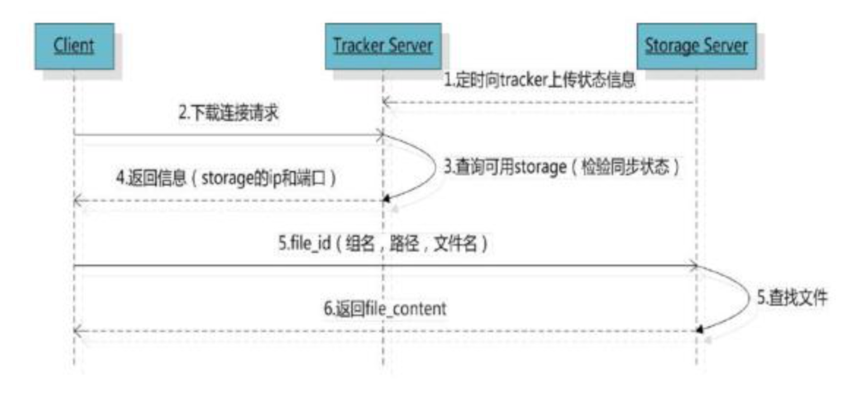 Client
Tracker Server
Storage Server
1.定时向tracker上传状态信息
2.下载连接请求
3.查询可用storage（检验同步状态）
4.返回信息（storage的ip和端口）
5.file_id（组名，路径，文件名）
5.查找文件
6.返回file_content